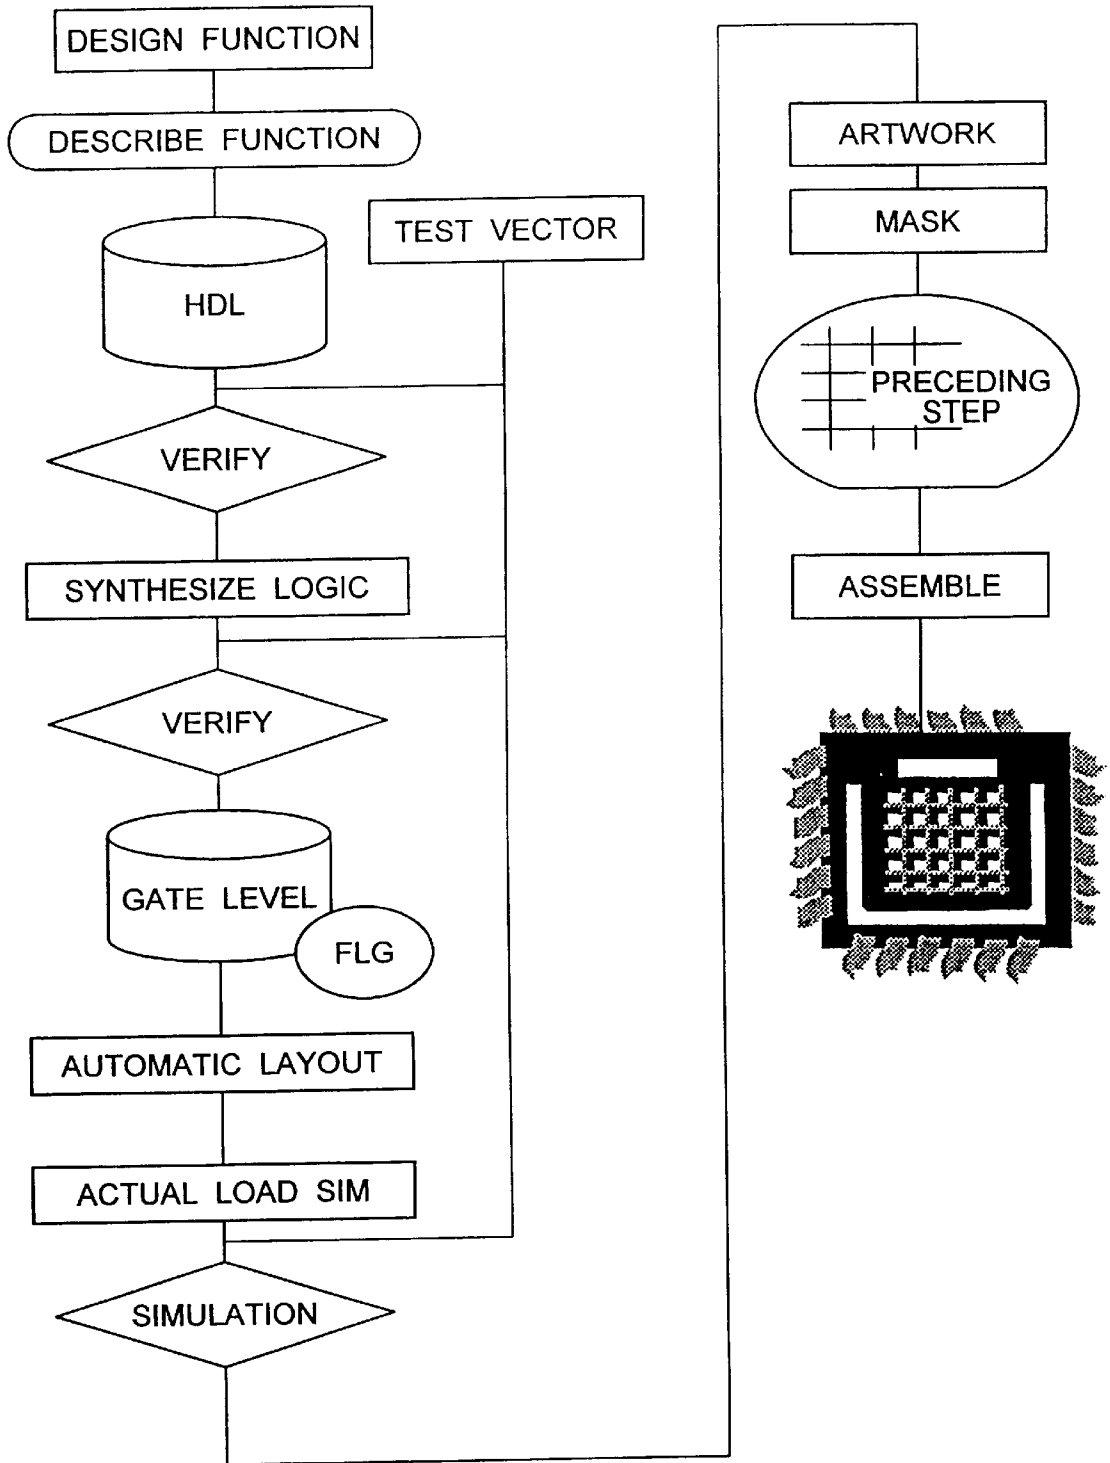 DESIGN FUNCTION
DESCRIBE FUNCTION
TEST VECTOR
HDL
VERIFY
SYNTHESIZE LOGIC
VERIFY
GATE LEVEL
FLG
AUTOMATIC LAYOUT
ACTUAL LOAD SIM
SIMULATION
ARTWORK
MASK
PRECEDING
STEP
ASSEMBLE